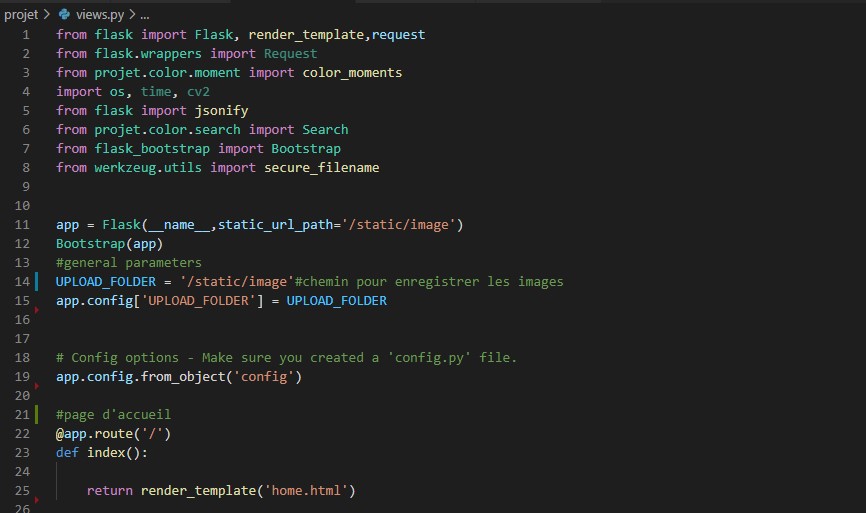 projet > views.py > ...
1 from flask import Flask, render_template,request
2 from flask.wrappers import Request
3 from projet.color.moment import color_moments
4 import os, time, cv2
5 from flask import jsonify
6 from projet.color.search import Search
7 from flask_bootstrap import Bootstrap
8 from werkzeug.utils import secure_filename
9
10
11 app = Flask(__name__,static_url_path='/static/image')
12 Bootstrap(app)
13 #general parameters
14 UPLOAD_FOLDER = '/static/image'#chemin pour enregistrer les images
15 app.config['UPLOAD_FOLDER'] = UPLOAD_FOLDER
16
17
18 # Config options - Make sure you created a 'config.py' file.
19 app.config.from_object('config')
20
21 #page d'accueil
22 @app.route('/')
23 def index():
24
25     return render_template('home.html')
26